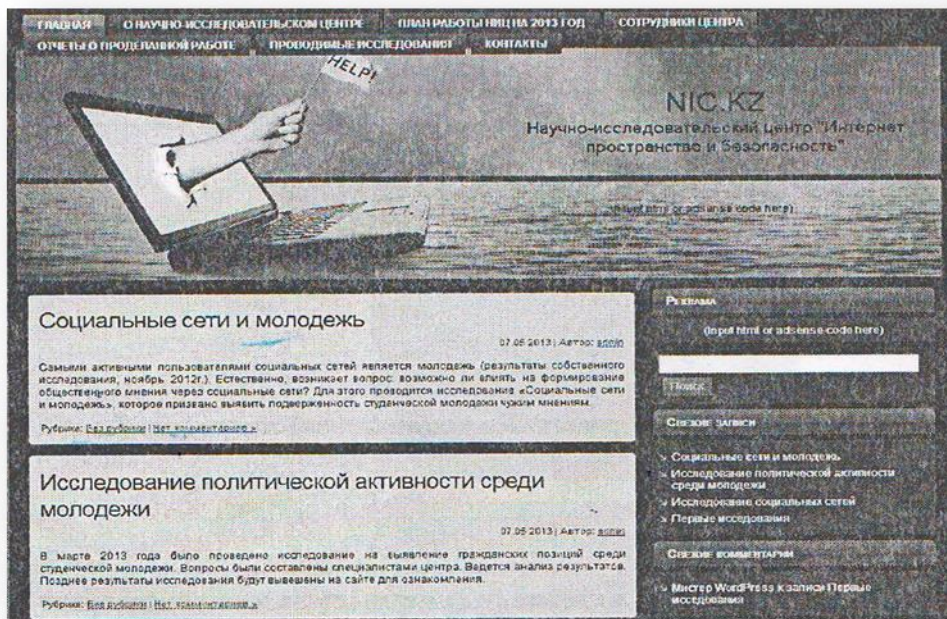 ГЛАВНАЯ О НАУЧНО-ИССЛЕДОВАТЕЛЬСКОМ ЦЕНТРЕ ПЛАН РАБОТЫ НИЦ НА 2013 ГОД СОТРУДНИКИ ЦЕНТРА
ОТЧЕТЫ О ПРОДЕЛАННОЙ РАБОТЕ ПРОВОДИМЫЕ ИССЛЕДОВАНИЯ КОНТАКТЫ
HELP!
NIC.KZ
Научно-исследовательский центр "Интернет
пространство и безопасность"
(input html or adsense code here)
Социальные сети и молодежь
07.05.2013 | Автор: admin
Самыми активными пользователями социальных сетей является молодежь (результаты собственного
исследования, ноябрь 2012г.). Естественно, возникает вопрос: возможно ли влиять на формирование
общественного мнения через социальные сети? Для этого проводится исследование «Социальные сети
и молодежь», которое призвано выявить подверженность студенческой молодежи чужим мнениям.
Рубрика: Без рубрики | Нет комментариев »
Исследование политической активности среди
молодежи
07.05.2013 | Автор: admin
В марте 2013 года было проведено исследование на выявление гражданских позиций среди
студенческой молодежи. Вопросы были составлены специалистами центра. Ведется анализ результатов.
Позднее результаты исследования будут вывешены на сайте для ознакомления.
Рубрика: Без рубрики | Нет комментариев »
РЕКЛАМА
(input html or adsense code here)
Поиск
СВЕЖИЕ ЗАПИСИ
Социальные сети и молодежь
Исследование политической активности
среди молодежи
Исследование социальных сетей
Первые исседования
СВЕЖИЕ КОММЕНТАРИИ
Мистер WordPress к записи Первые
исседования